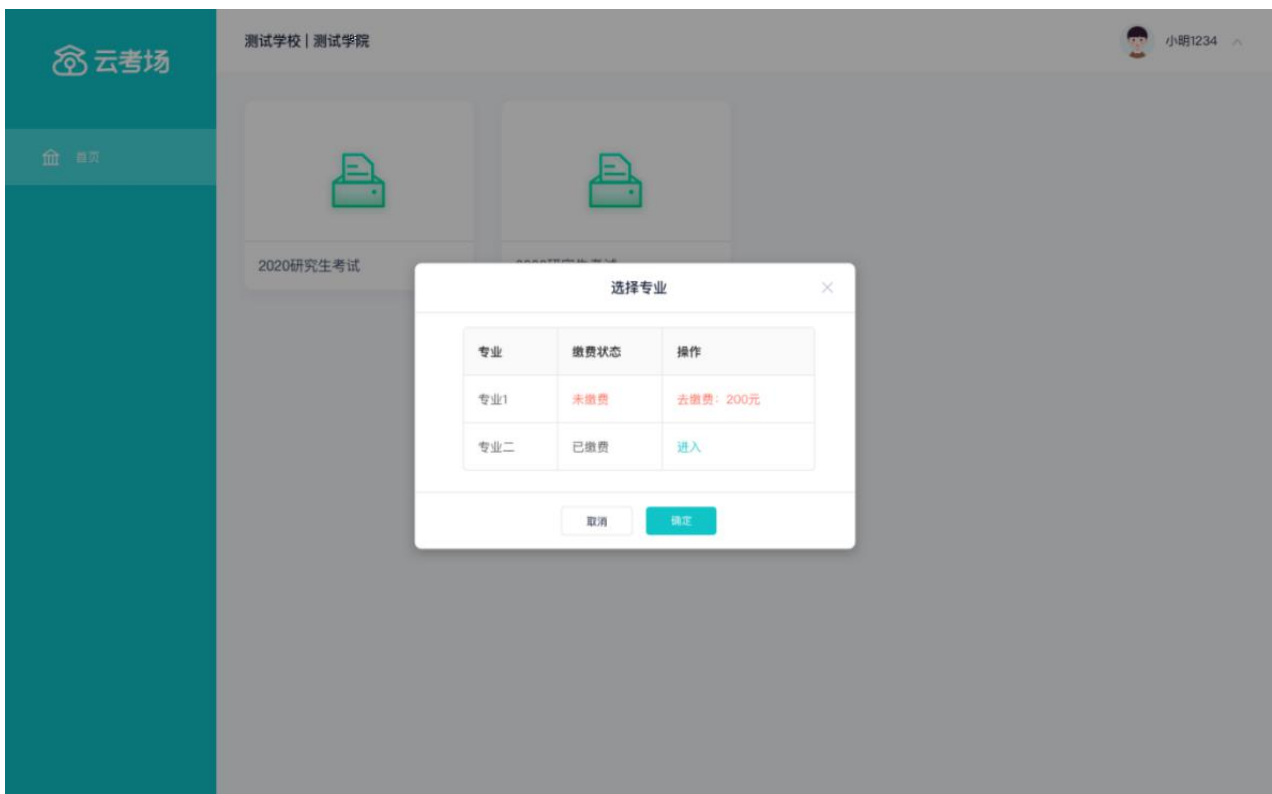 云考场
测试学校 | 测试学院
小明1234
首页
2020研究生考试
选择专业
专业 缴费状态 操作
专业1 未缴费 去缴费：200元
专业二 已缴费 进入
取消 确定